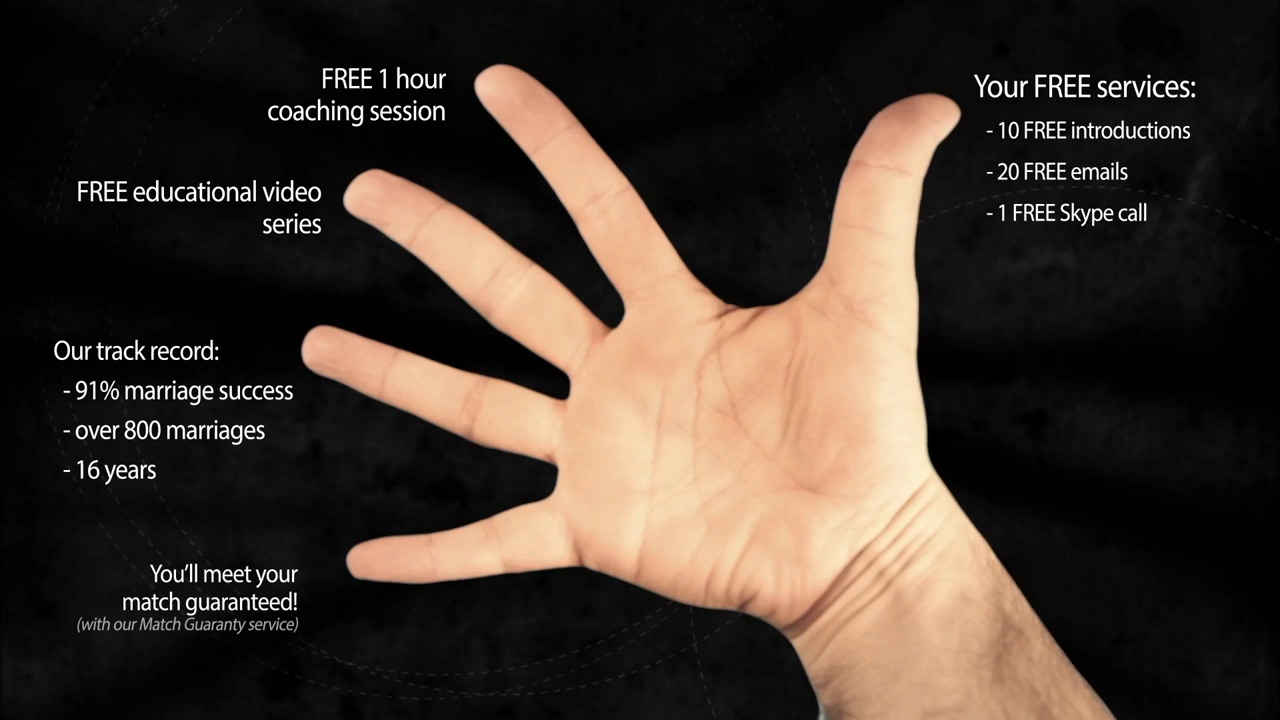 FREE 1 hour
coaching session
FREE educational video
series
Our track record:
- 91% marriage success
- over 800 marriages
- 16 years
You'll meet your
match guaranteed!
(with our Match Guaranty service)
Your FREE services:
- 10 FREE introductions
- 20 FREE emails
- 1 FREE Skype call